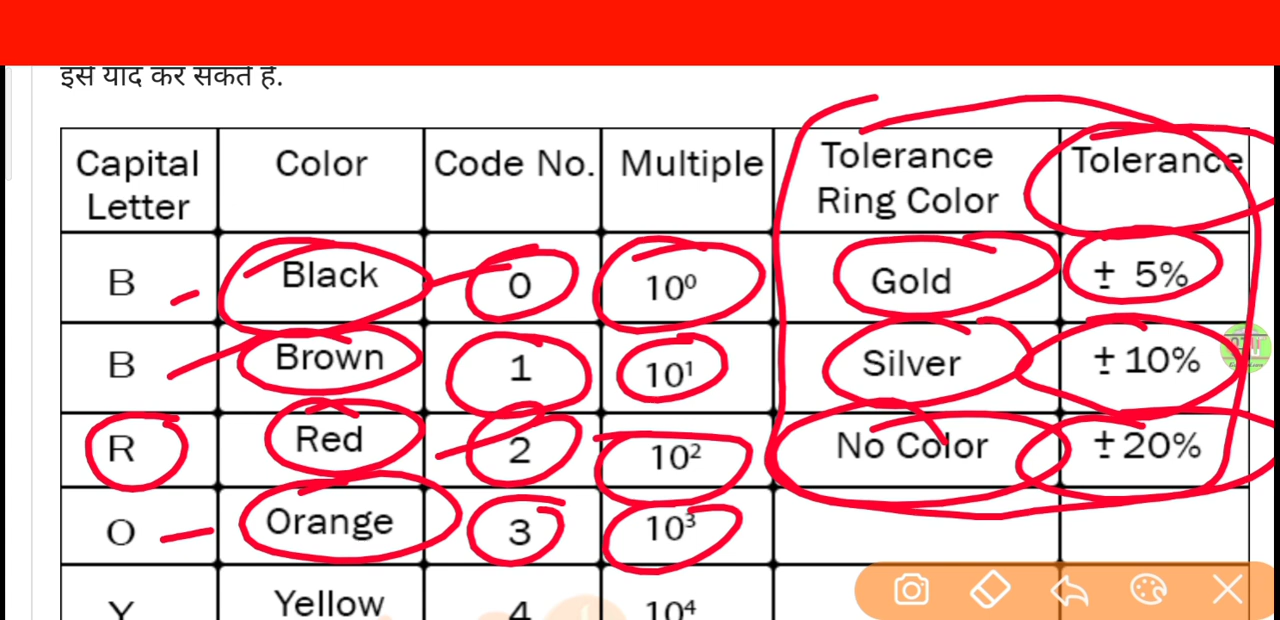 इसे याद कर सकते हैं.
Capital Letter Color Code No. Multiple Tolerance Ring Color Tolerance
B Black 0 10⁰ Gold ± 5%
B Brown 1 10¹ Silver ± 10%
R Red 2 10² No Color ± 20%
O Orange 3 10³
Y Yellow 4 10⁴